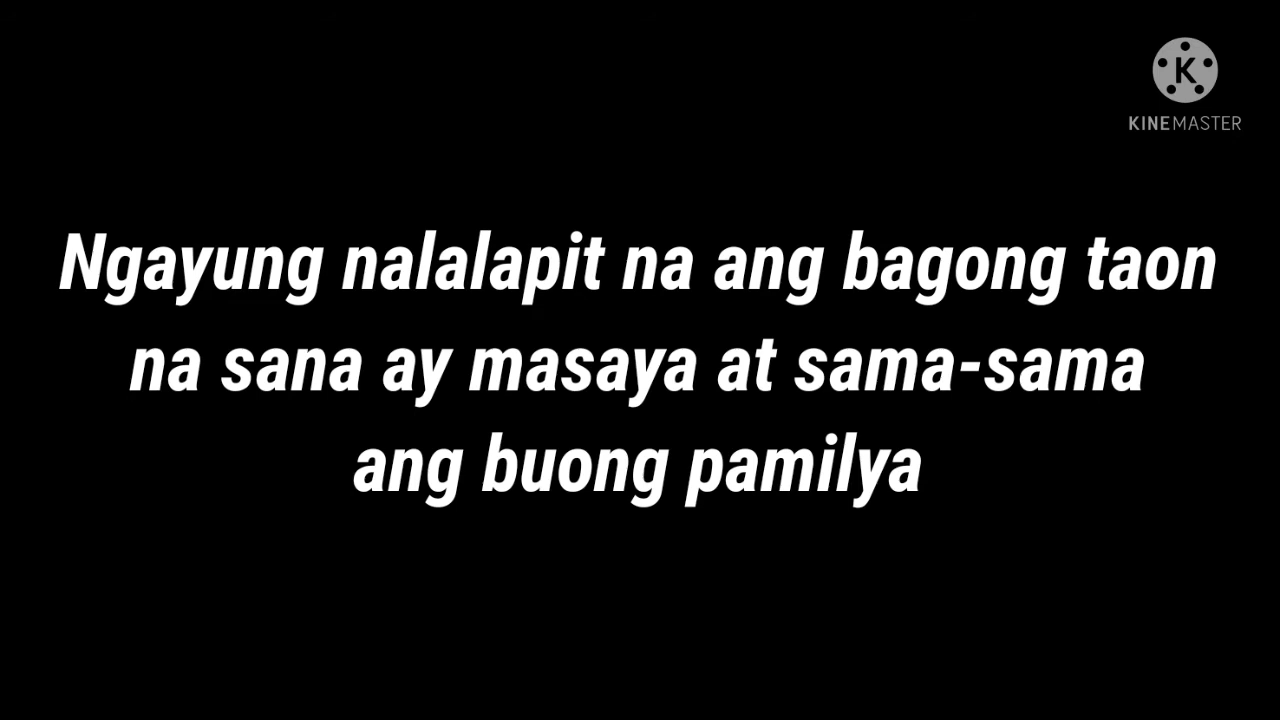 K
KINEMASTER
Ngayung nalalapit na ang bagong taon
na sana ay masaya at sama-sama
ang buong pamilya